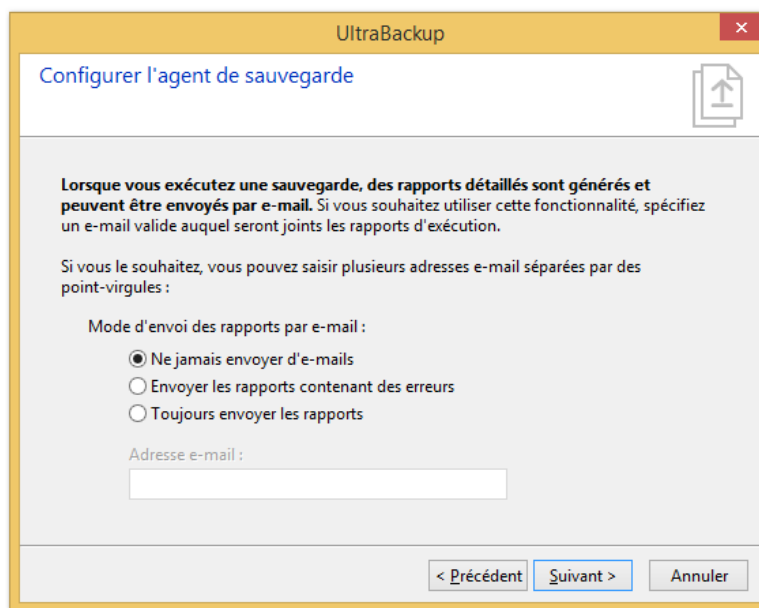 UltraBackup
Configurer l'agent de sauvegarde
Lorsque vous exécutez une sauvegarde, des rapports détaillés sont générés et
peuvent être envoyés par e-mail. Si vous souhaitez utiliser cette fonctionnalité, spécifiez
un e-mail valide auquel seront joints les rapports d'exécution.
Si vous le souhaitez, vous pouvez saisir plusieurs adresses e-mail séparées par des
point-virgules :
Mode d'envoi des rapports par e-mail :
Ne jamais envoyer d'e-mails
Envoyer les rapports contenant des erreurs
Toujours envoyer les rapports
Adresse e-mail :
< Précédent Suivant > Annuler